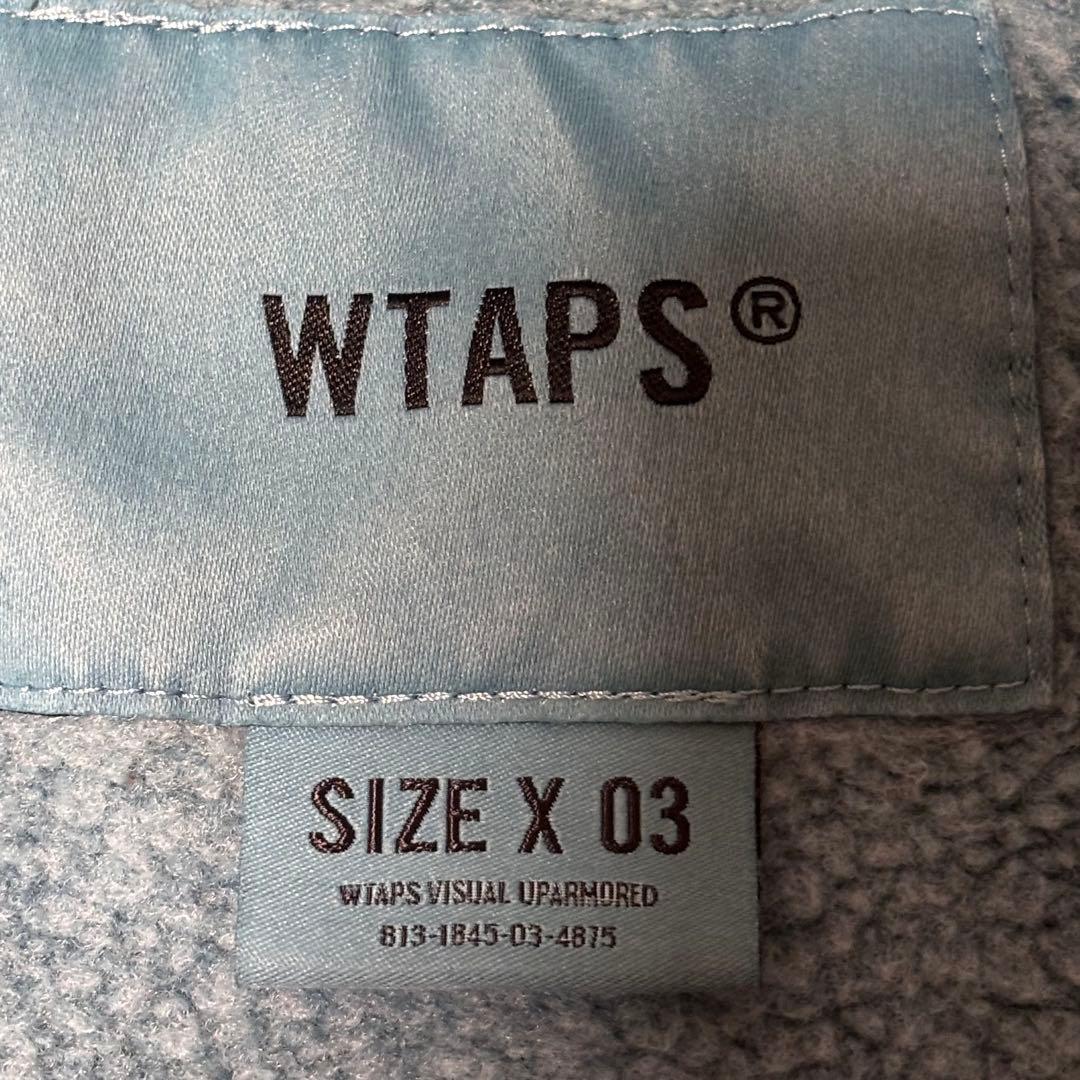 WTAPS®
SIZE X 03
WTAPS VISUAL UPARMORED
813-1845-03-4875